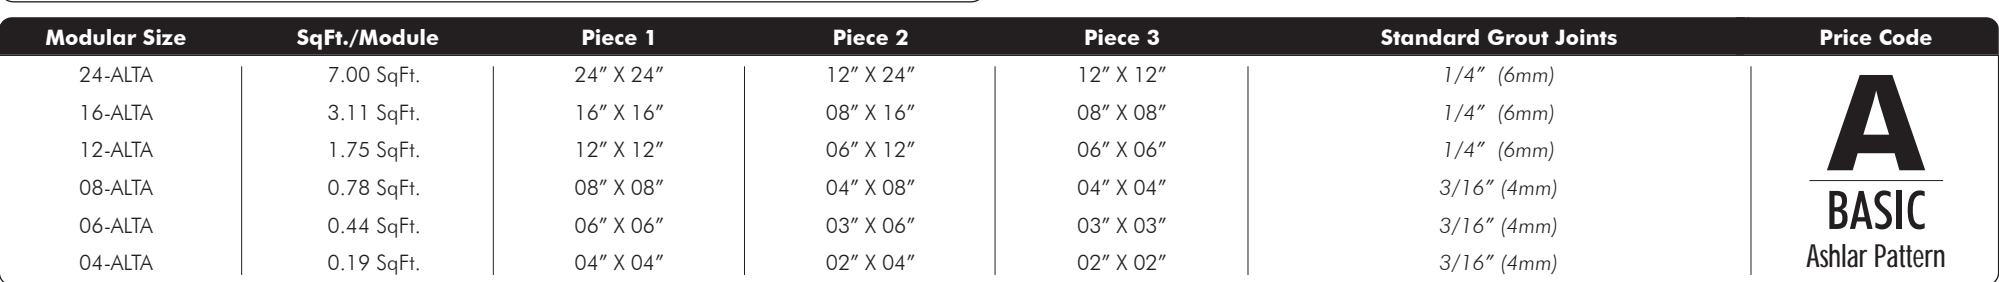 Modular Size SqFt./Module Piece 1 Piece 2 Piece 3 Standard Grout Joints Price Code
24-ALTA 7.00 SqFt. 24″ X 24″ 12″ X 24″ 12″ X 12″ 1/4″ (6mm)
16-ALTA 3.11 SqFt. 16″ X 16″ 08″ X 16″ 08″ X 08″ 1/4″ (6mm)
12-ALTA 1.75 SqFt. 12″ X 12″ 06″ X 12″ 06″ X 06″ 1/4″ (6mm)
08-ALTA 0.78 SqFt. 08″ X 08″ 04″ X 08″ 04″ X 04″ 3/16″ (4mm)
06-ALTA 0.44 SqFt. 06″ X 06″ 03″ X 06″ 03″ X 03″ 3/16″ (4mm)
04-ALTA 0.19 SqFt. 04″ X 04″ 02″ X 04″ 02″ X 02″ 3/16″ (4mm)
A
BASIC
Ashlar Pattern